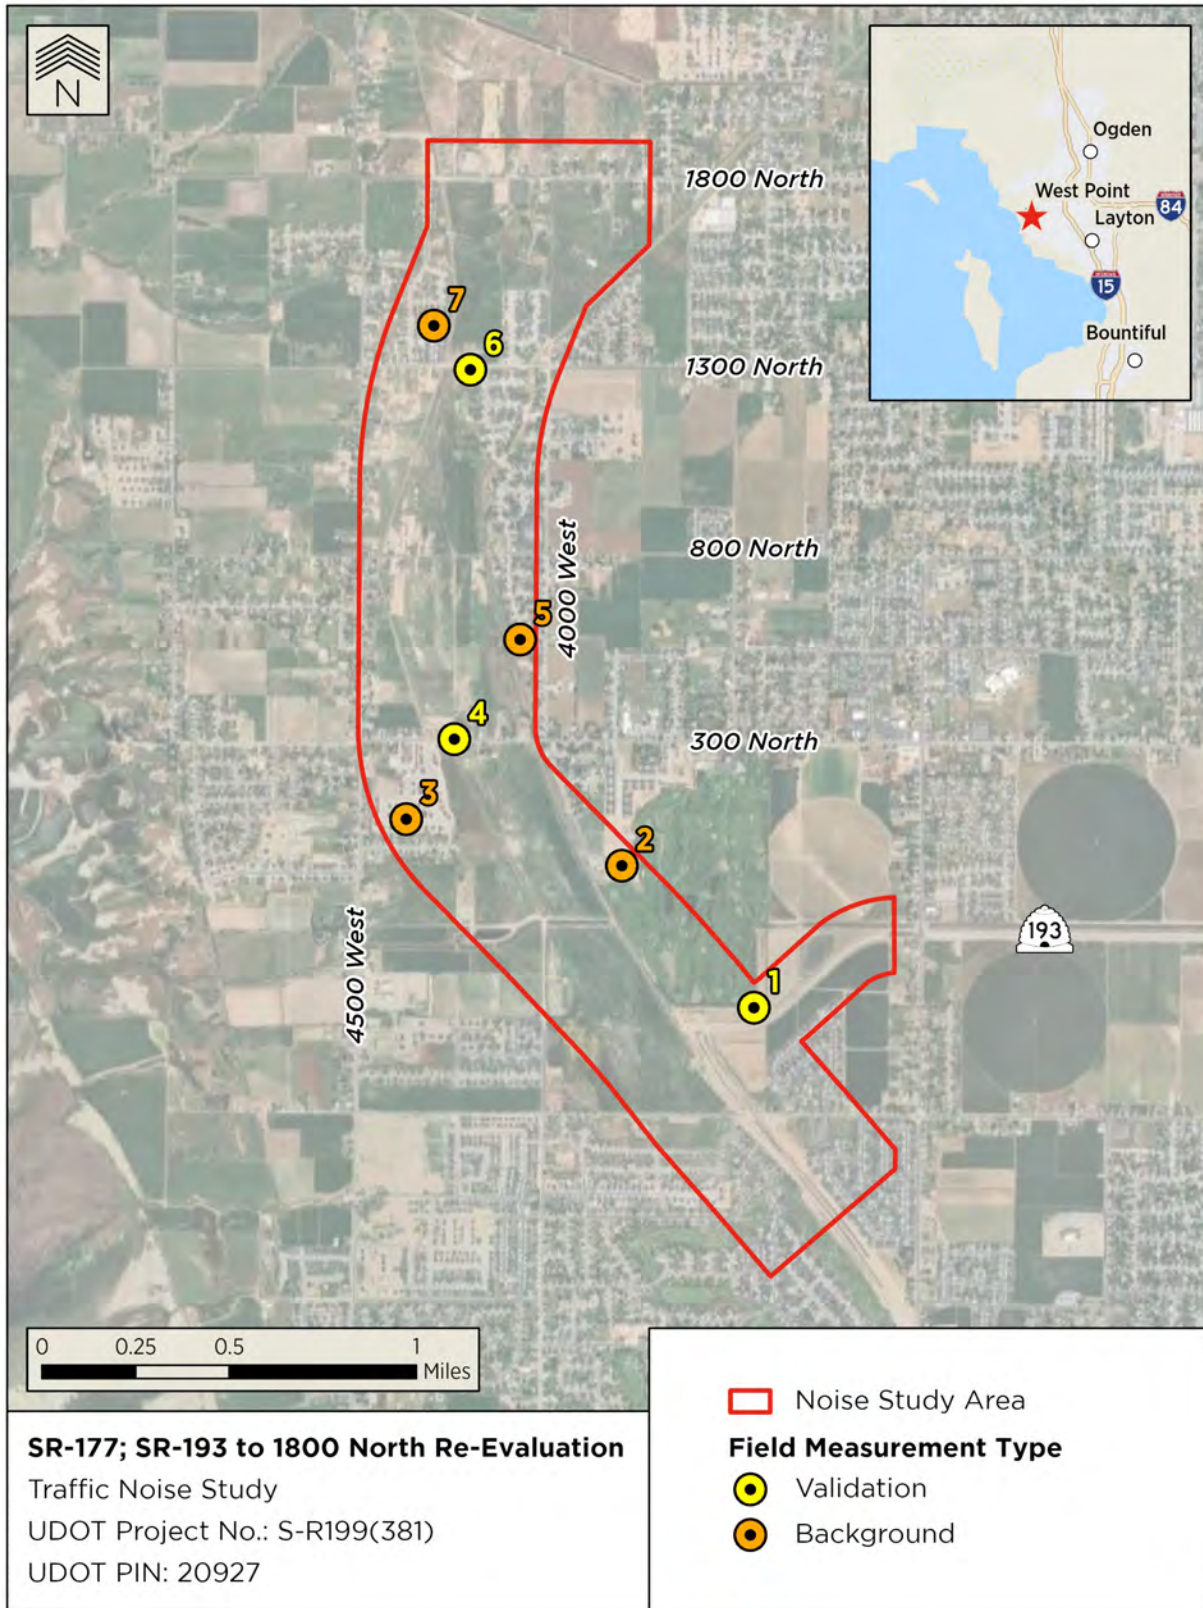 N
Ogden
West Point
84
Layton
15
Bountiful
1800 North
7
6
1300 North
800 North
4000 West
5
4
300 North
3
2
4500 West
193
1
0 0.25 0.5 1
Miles
SR-177; SR-193 to 1800 North Re-Evaluation
Traffic Noise Study
UDOT Project No.: S-R199(381)
UDOT PIN: 20927
Noise Study Area
Field Measurement Type
Validation
Background